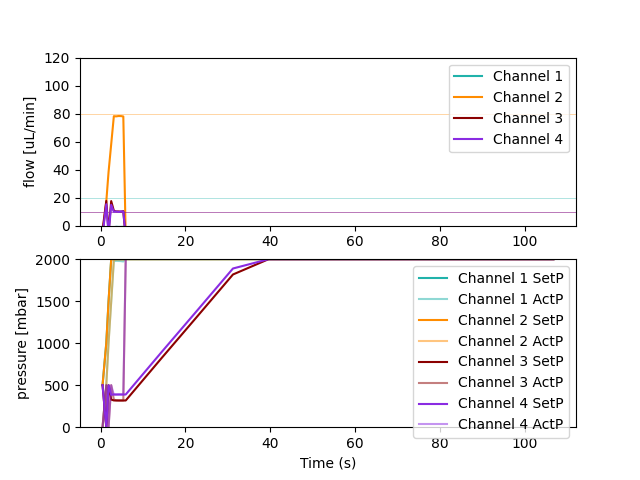 120
100
80
60
40
20
0
flow [uL/min]
Channel 1
Channel 2
Channel 3
Channel 4
0 20 40 60 80 100
2000
1500
1000
500
0
pressure [mbar]
Channel 1 SetP
Channel 1 ActP
Channel 2 SetP
Channel 2 ActP
Channel 3 SetP
Channel 3 ActP
Channel 4 SetP
Channel 4 ActP
0 20 40 60 80 100
Time (s)